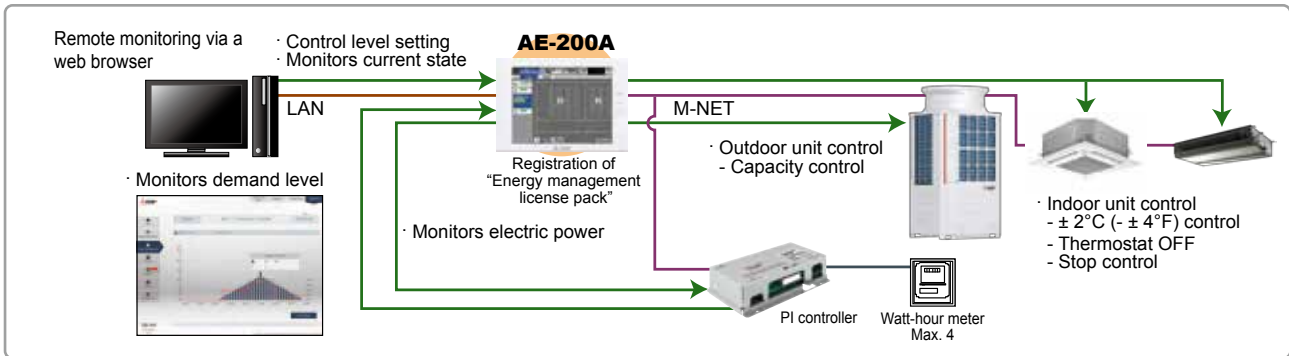 Remote monitoring via a
web browser
· Control level setting
· Monitors current state
AE-200A
LAN
M-NET
Registration of
“Energy management
license pack”
· Outdoor unit control
- Capacity control
· Monitors demand level
· Monitors electric power
· Indoor unit control
- ± 2°C (- ± 4°F) control
- Thermostat OFF
- Stop control
PI controller
Watt-hour meter
Max. 4